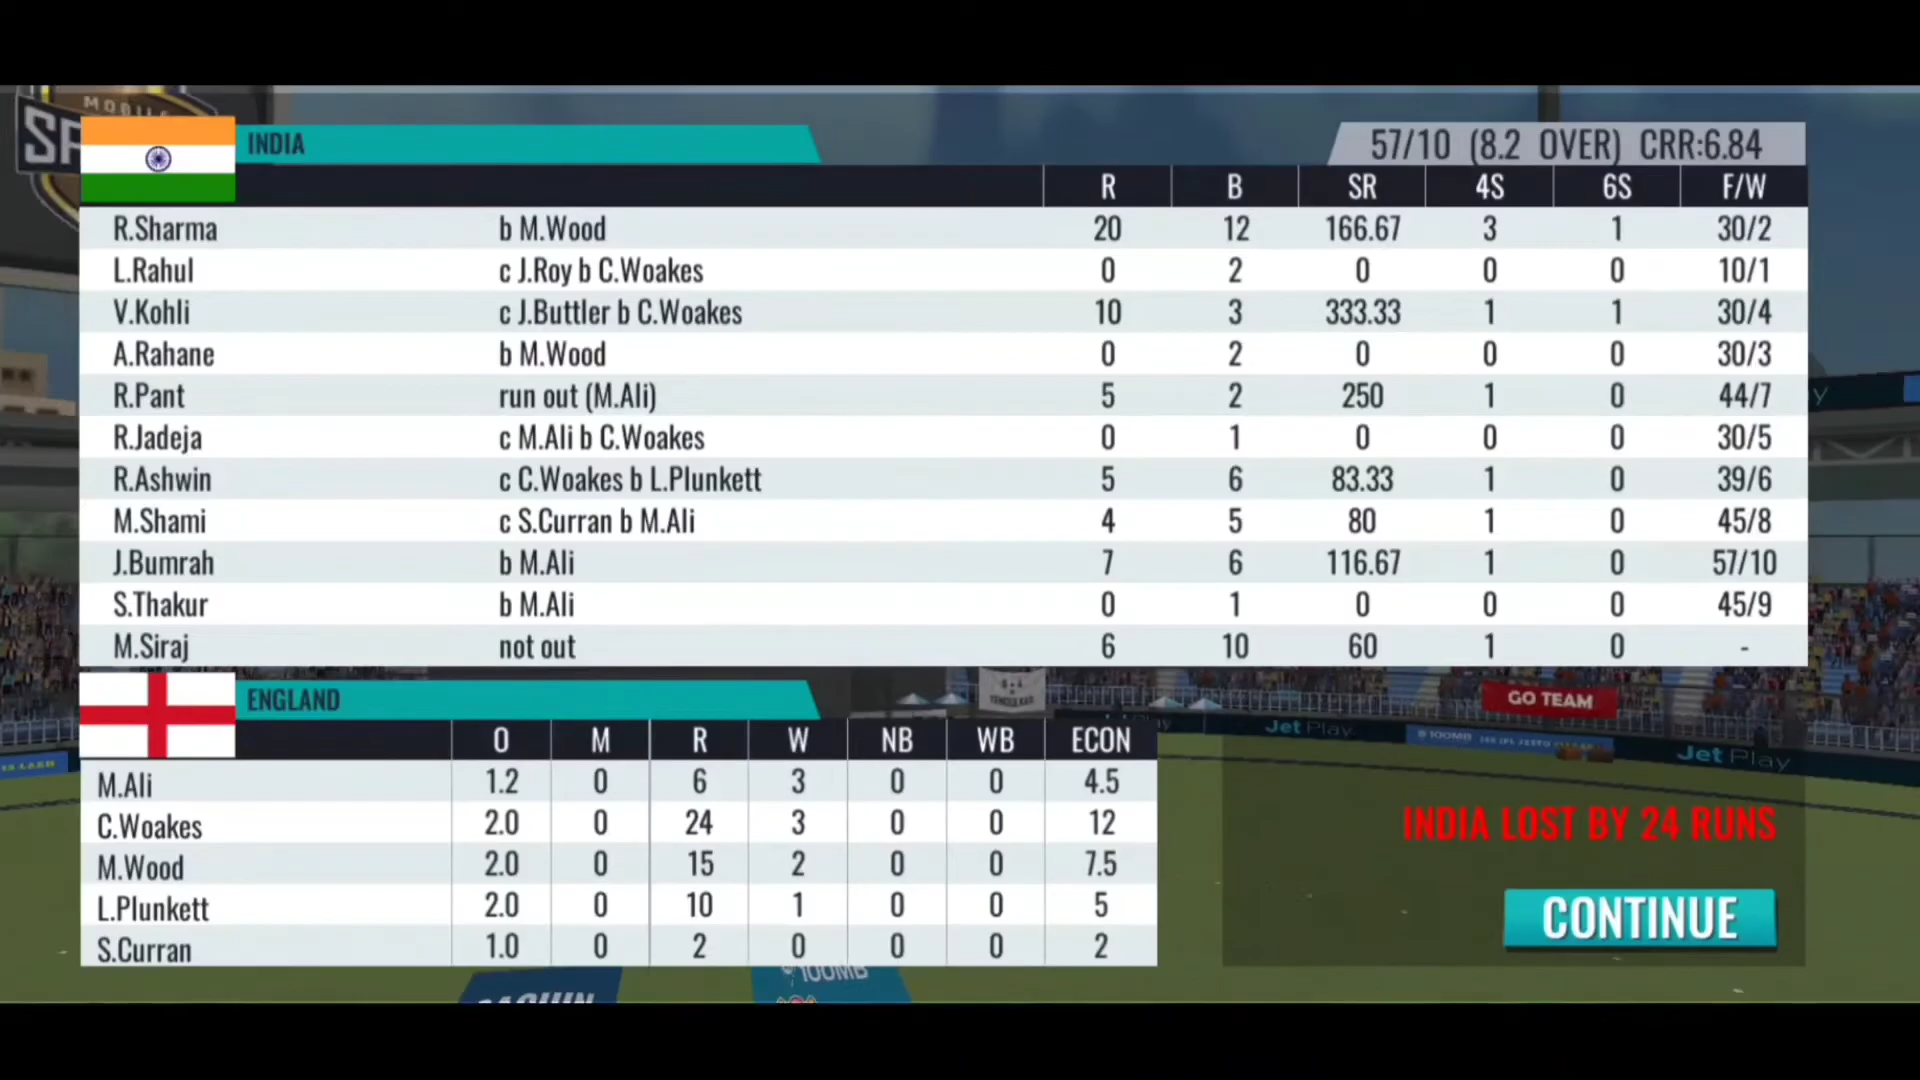 MOBILE
INDIA 57/10 (8.2 OVER) CRR:6.84
R B SR 4S 6S F/W
R.Sharma b M.Wood 20 12 166.67 3 1 30/2
L.Rahul c J.Roy b C.Woakes 0 2 0 0 0 10/1
V.Kohli c J.Buttler b C.Woakes 10 3 333.33 1 1 30/4
A.Rahane b M.Wood 0 2 0 0 0 30/3
R.Pant run out (M.Ali) 5 2 250 1 0 44/7
R.Jadeja c M.Ali b C.Woakes 0 1 0 0 0 30/5
R.Ashwin c C.Woakes b L.Plunkett 5 6 83.33 1 0 39/6
M.Shami c S.Curran b M.Ali 4 5 80 1 0 45/8
J.Bumrah b M.Ali 7 6 116.67 1 0 57/10
S.Thakur b M.Ali 0 1 0 0 0 45/9
M.Siraj not out 6 10 60 1 0 -
ENGLAND
GO TEAM
O M R W NB WB ECON
Jet Play
100MB
Jet Play
M.Ali 1.2 0 6 3 0 0 4.5
C.Woakes 2.0 0 24 3 0 0 12
M.Wood 2.0 0 15 2 0 0 7.5
L.Plunkett 2.0 0 10 1 0 0 5
S.Curran 1.0 0 2 0 0 0 2
INDIA LOST BY 24 RUNS
CONTINUE
100MB